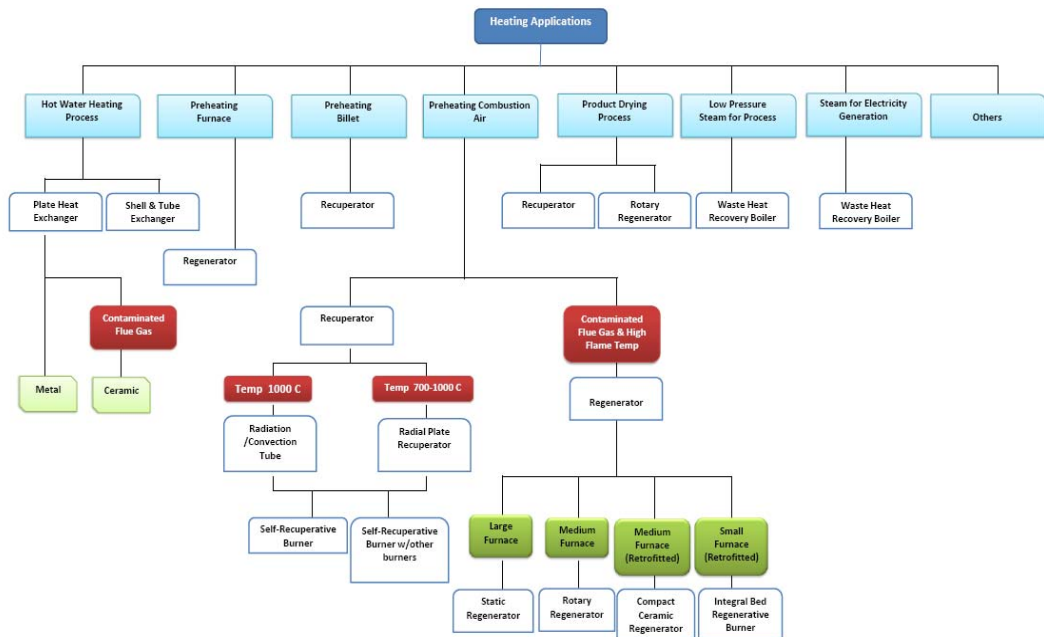 Heating Applications
Hot Water Heating
Process
Preheating
Furnace
Preheating
Billet
Preheating Combustion
Air
Product Drying
Process
Low Pressure
Steam for Process
Steam for Electricity
Generation
Others
Plate Heat
Exchanger
Shell & Tube
Exchanger
Recuperator
Recuperator
Rotary
Regenerator
Waste Heat
Recovery Boiler
Waste Heat
Recovery Boiler
Regenerator
Contaminated
Flue Gas
Recuperator
Contaminated
Flue Gas & High
Flame Temp
Metal
Ceramic
Temp 1000 C
Temp 700-1000 C
Regenerator
Radiation
/Convection
Tube
Radial Plate
Recuperator
Self-Recuperative
Burner
Self-Recuperative
Burner w/other
burners
Large
Furnace
Medium
Furnace
Medium
Furnace
(Retrofitted)
Small
Furnace
(Retrofitted)
Static
Regenerator
Rotary
Regenerator
Compact
Ceramic
Regenerator
Integral Bed
Regenerative
Burner